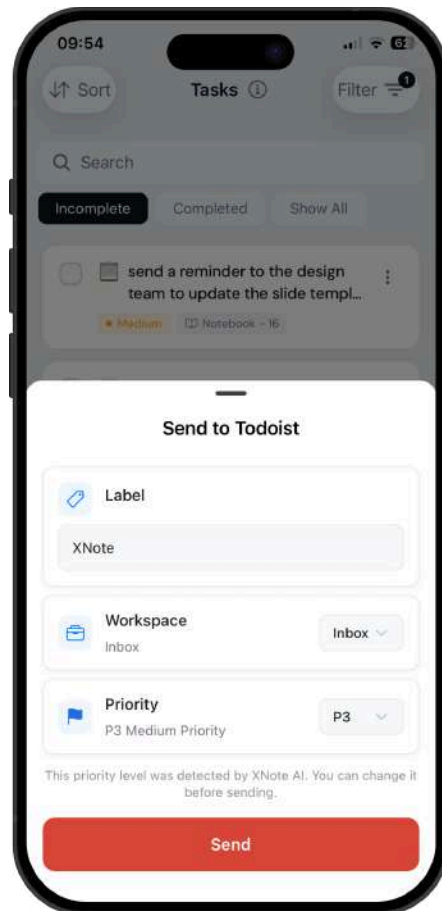 09:54
62
Sort
Tasks
Filter
1
Search
Incomplete
Completed
Show All
send a reminder to the design
team to update the slide templ...
Medium
Notebook - 16
Send to Todoist
Label
XNote
Workspace
Inbox
Inbox
Priority
P3 Medium Priority
P3
This priority level was detected by XNote AI. You can change it
before sending.
Send